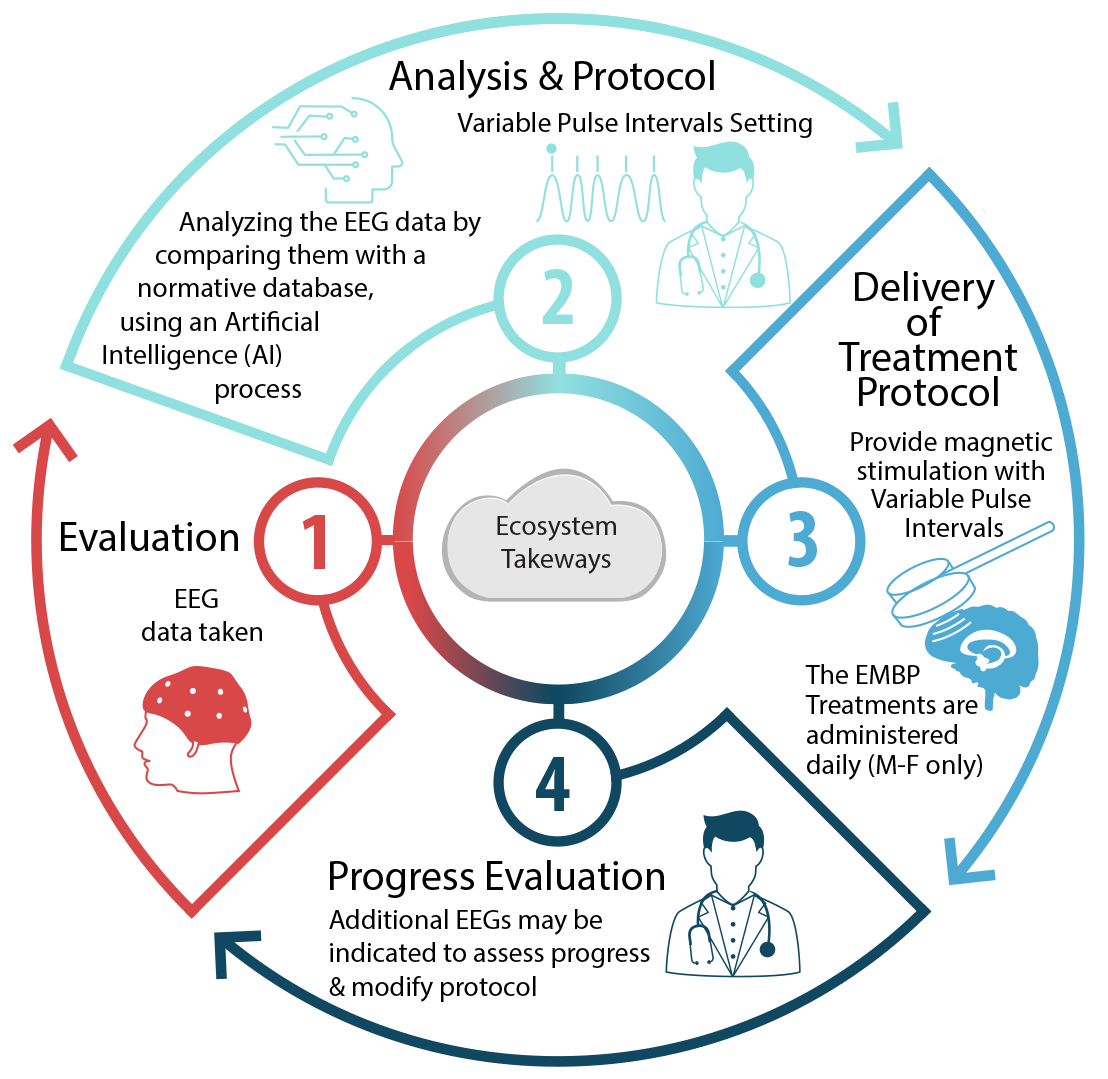 Analysis & Protocol
Variable Pulse Intervals Setting
Analyzing the EEG data by
comparing them with a
normative database,
using an Artificial
Intelligence (AI)
process
2
Delivery
of
Treatment
Protocol
Provide magnetic
stimulation with
Variable Pulse
Intervals
3
The EMBP
Treatments are
administered
daily (M-F only)
Evaluation
1
EEG
data taken
Ecosystem
Takeways
4
Progress Evaluation
Additional EEGs may be
indicated to assess progress
& modify protocol